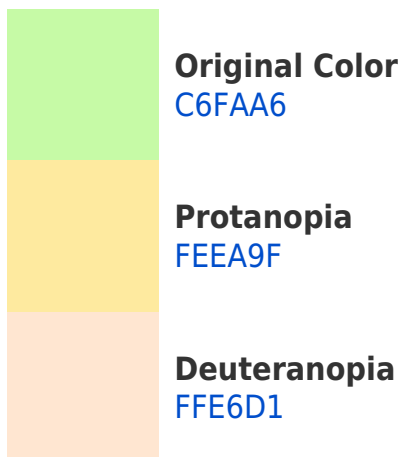 Original Color
C6FAA6
Protanopia
FEEA9F
Deuteranopia
FFE6D1